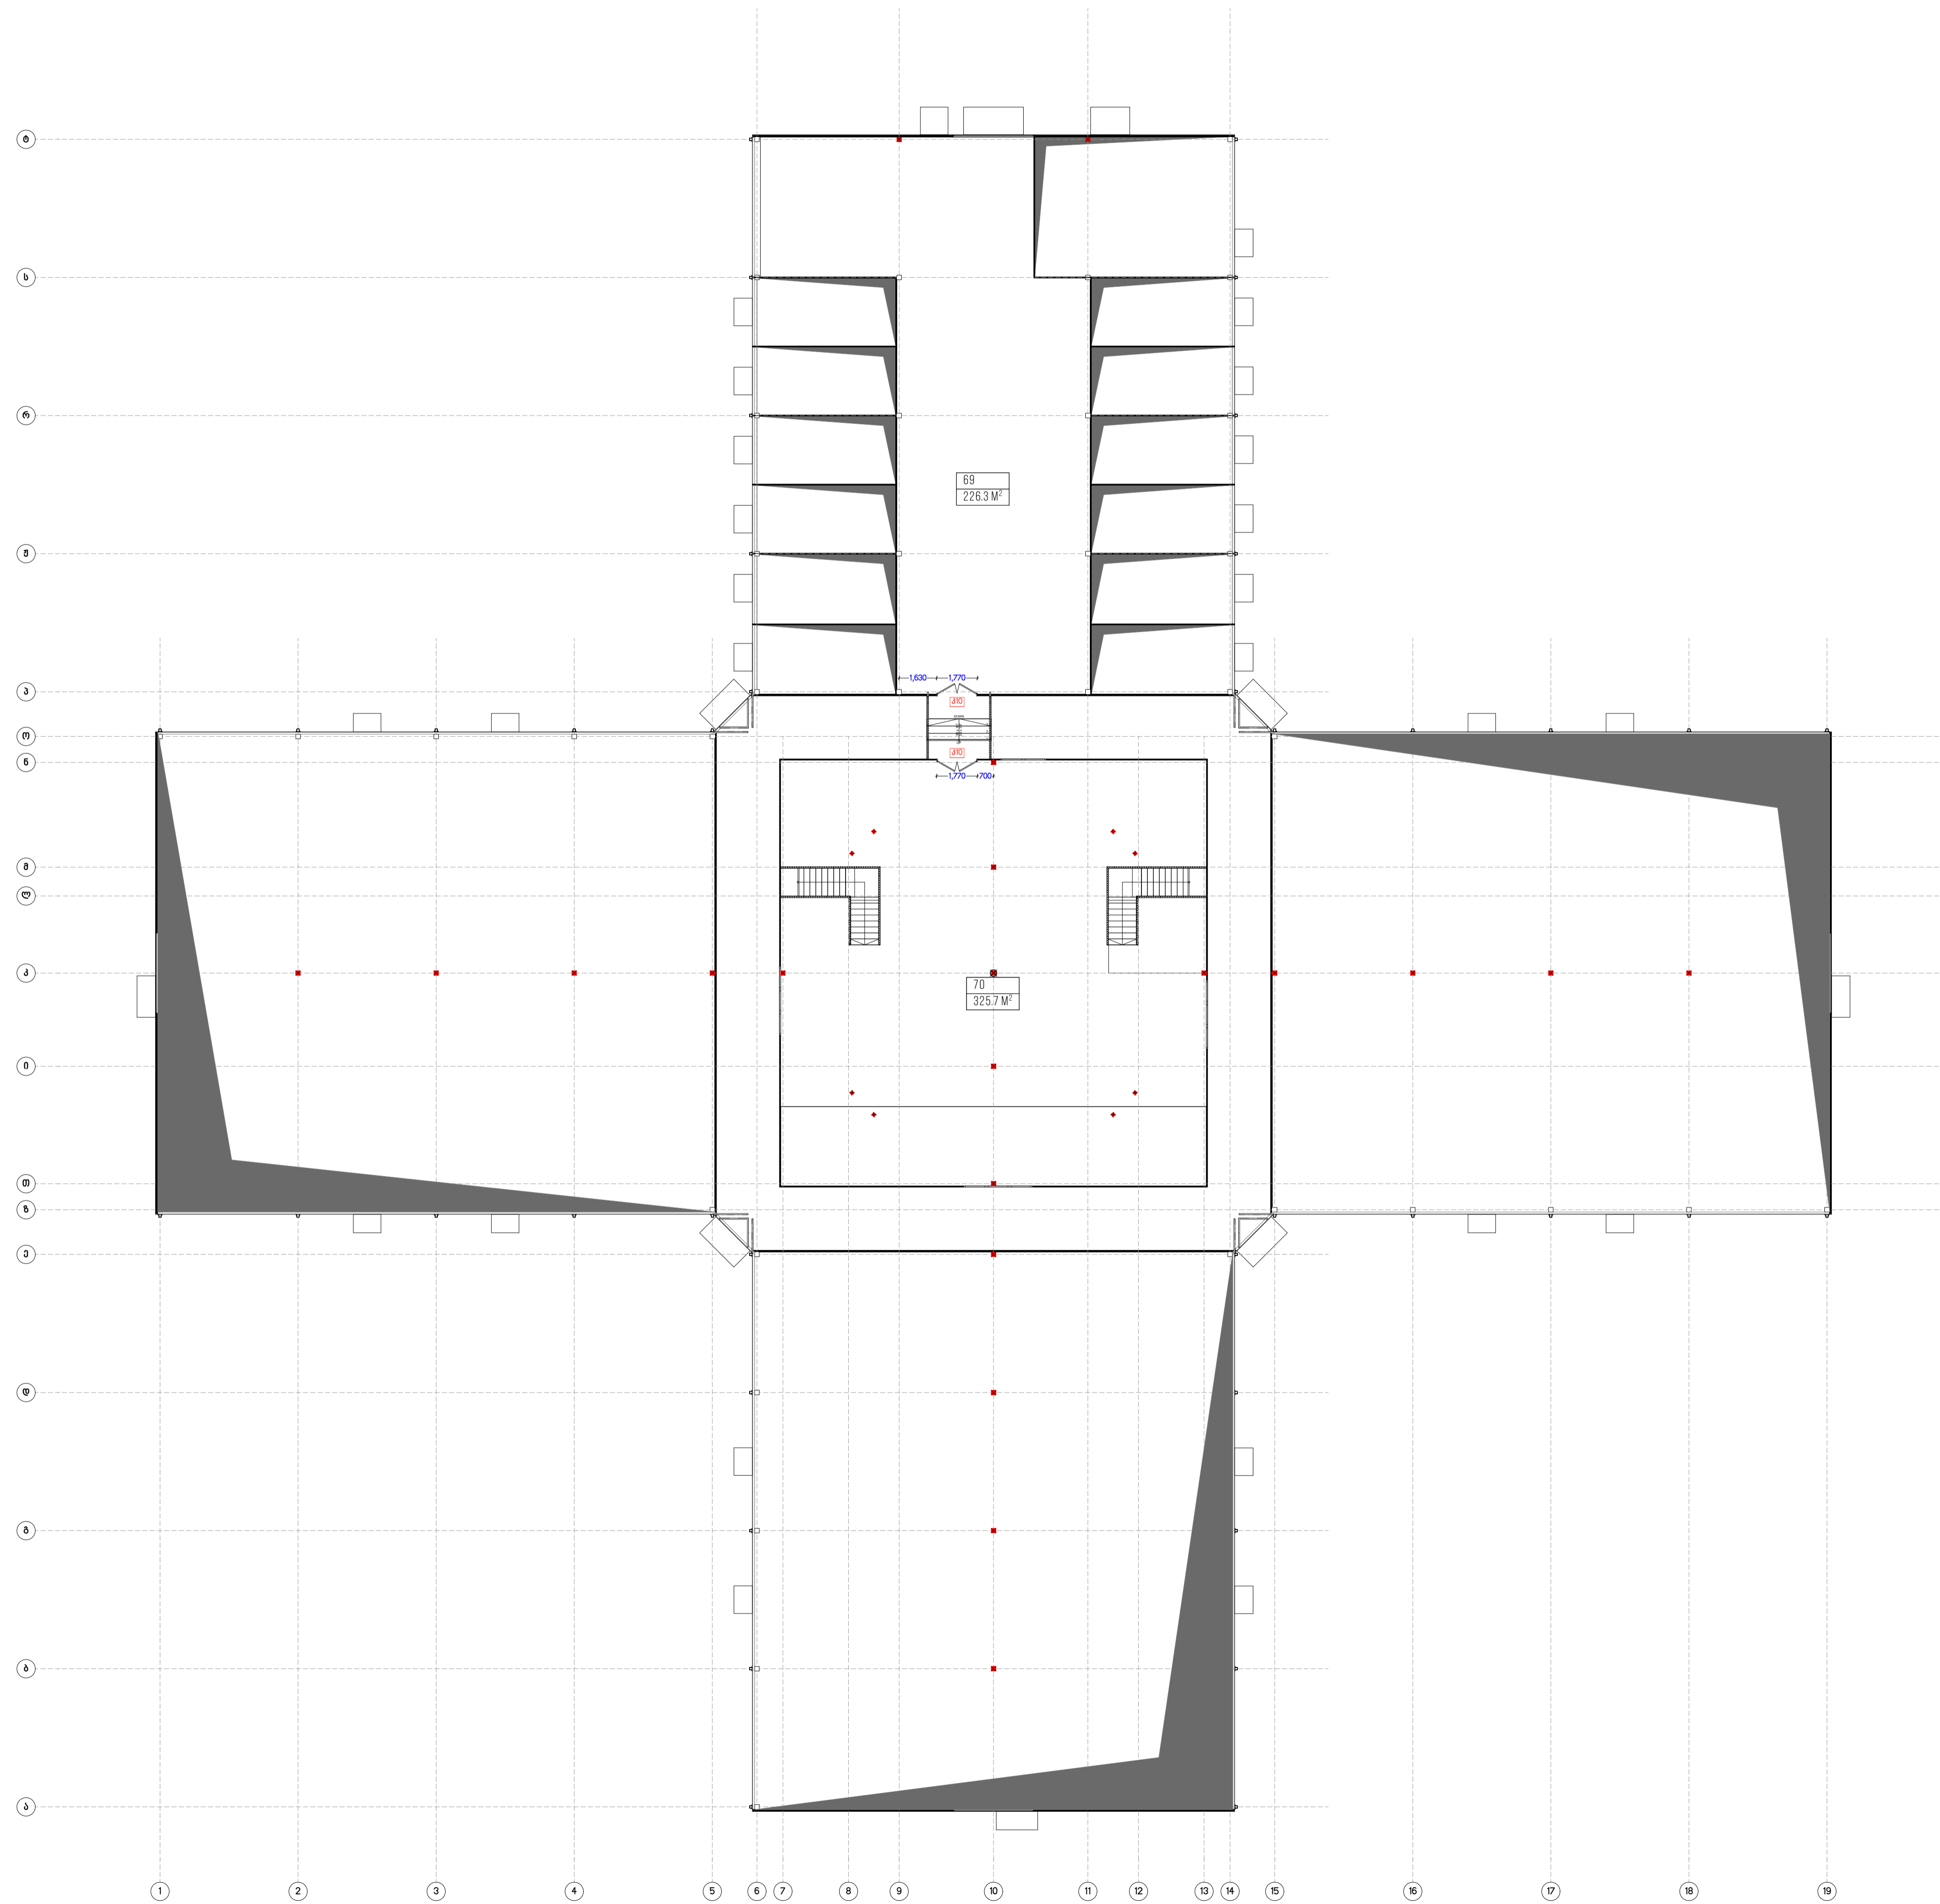 ტ
ს
რ
69
226.3 M²
ჟ
1,630 1,770
პ
ო
ნ
1,770 700
მ
ლ
კ
70
325.7 M²
ი
თ
ზ
ე
დ
გ
ბ
ა
1 2 3 4 5 6 7 8 9 10 11 12 13 14 15 16 17 18 19